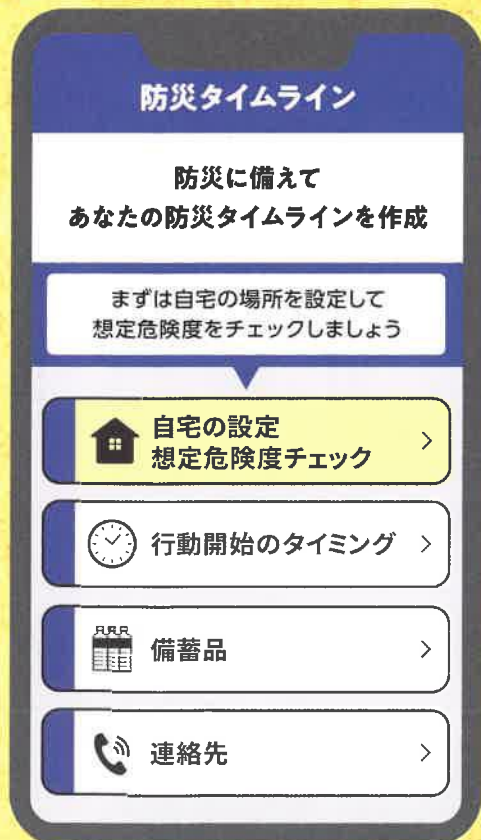 防災タイムライン
防災に備えて
あなたの防災タイムラインを作成
まずは自宅の場所を設定して
想定危険度をチェックしましょう
自宅の設定
想定危険度チェック
行動開始のタイミング
備蓄品
連絡先